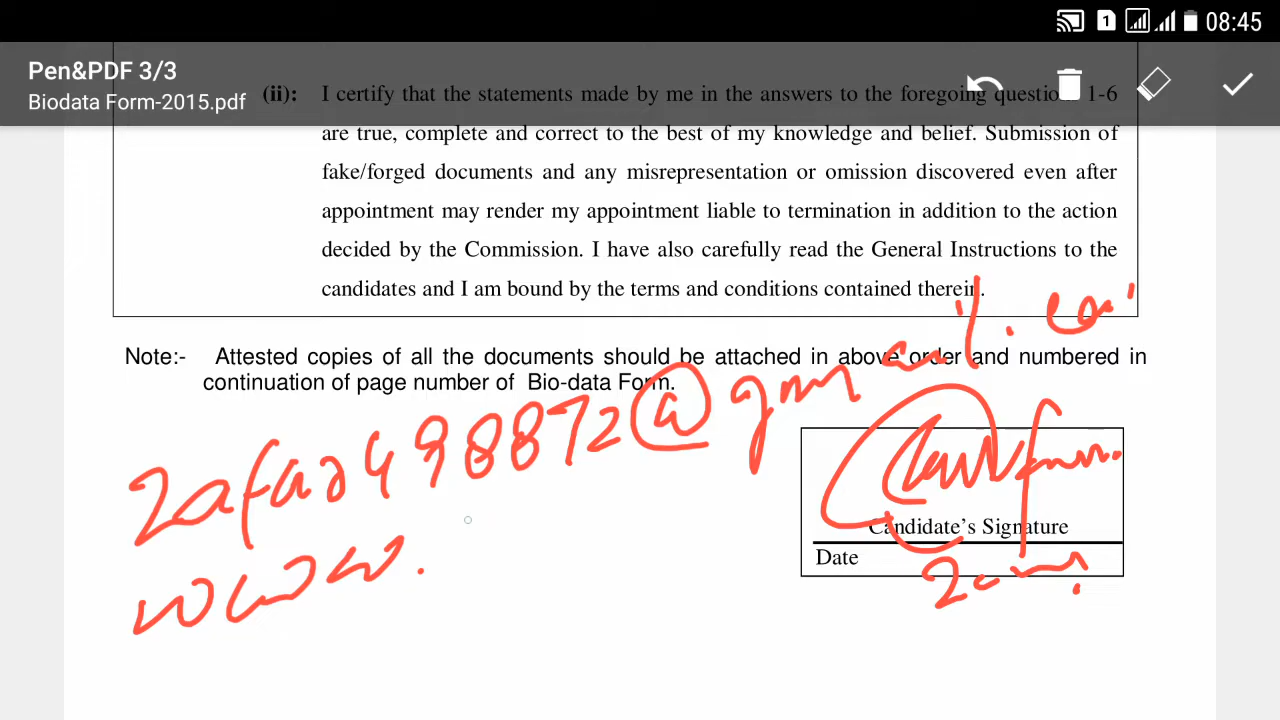 08:45
Pen&PDF 3/3
Biodata Form-2015.pdf
(ii): I certify that the statements made by me in the answers to the foregoing question 1-6
are true, complete and correct to the best of my knowledge and belief. Submission of
fake/forged documents and any misrepresentation or omission discovered even after
appointment may render my appointment liable to termination in addition to the action
decided by the Commission. I have also carefully read the General Instructions to the
candidates and I am bound by the terms and conditions contained therein.
Note:- Attested copies of all the documents should be attached in above order and numbered in
continuation of page number of Bio-data Form.
@gmail.com
www.
Candidate's Signature
Date